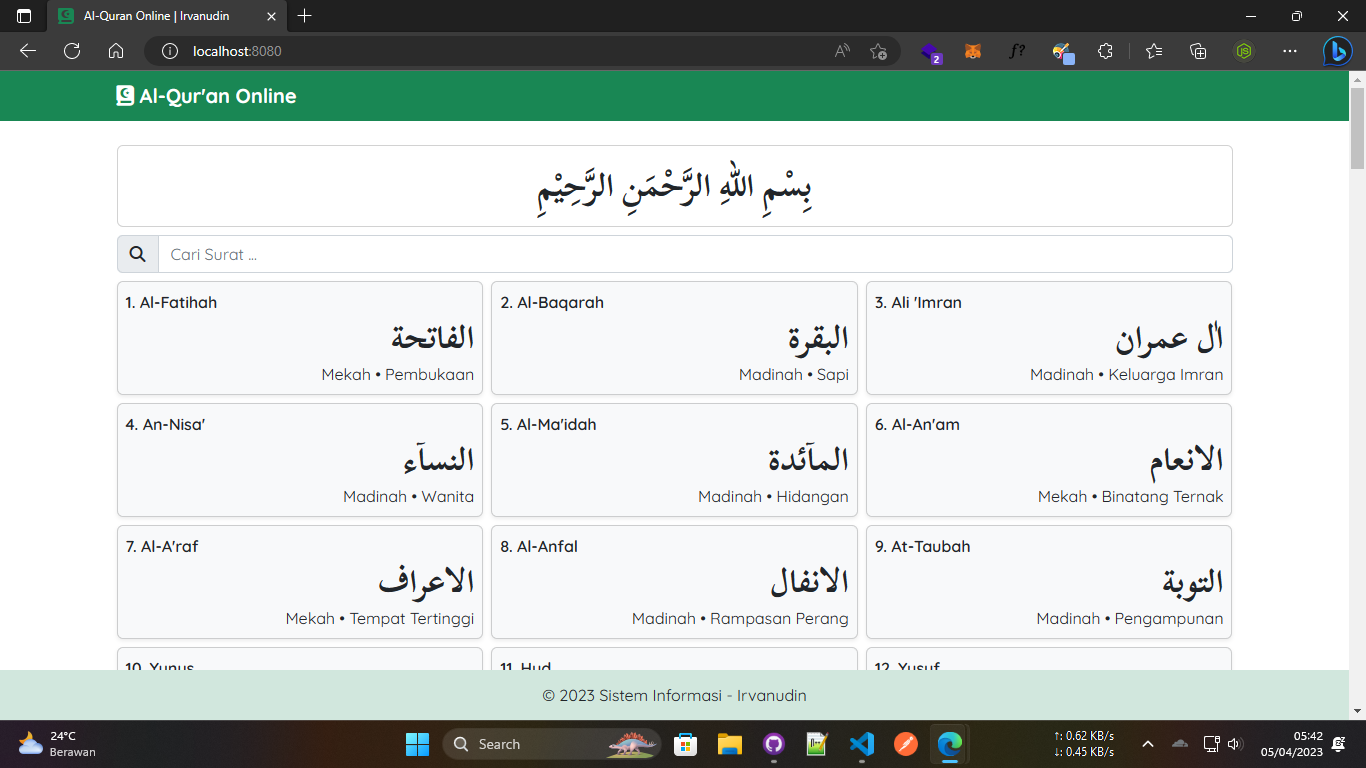 Al-Quran Online | Irvanudin
localhost:8080
2
Al-Qur'an Online
بِسْمِ اللهِ الرَّحْمَنِ الرَّحِيْمِ
Cari Surat ...
1. Al-Fatihah
الفاتحة
Mekah • Pembukaan
2. Al-Baqarah
البقرة
Madinah • Sapi
3. Ali 'Imran
اٰل عمران
Madinah • Keluarga Imran
4. An-Nisa'
النسآء
Madinah • Wanita
5. Al-Ma'idah
المآئدة
Madinah • Hidangan
6. Al-An'am
الانعام
Mekah • Binatang Ternak
7. Al-A'raf
الاعراف
Mekah • Tempat Tertinggi
8. Al-Anfal
الانفال
Madinah • Rampasan Perang
9. At-Taubah
التوبة
Madinah • Pengampunan
10. Yunus
11. Hud
12. Yusuf
© 2023 Sistem Informasi - Irvanudin
24°C
Berawan
Search
↑: 0.62 KB/s
↓: 0.45 KB/s
05:42
05/04/2023